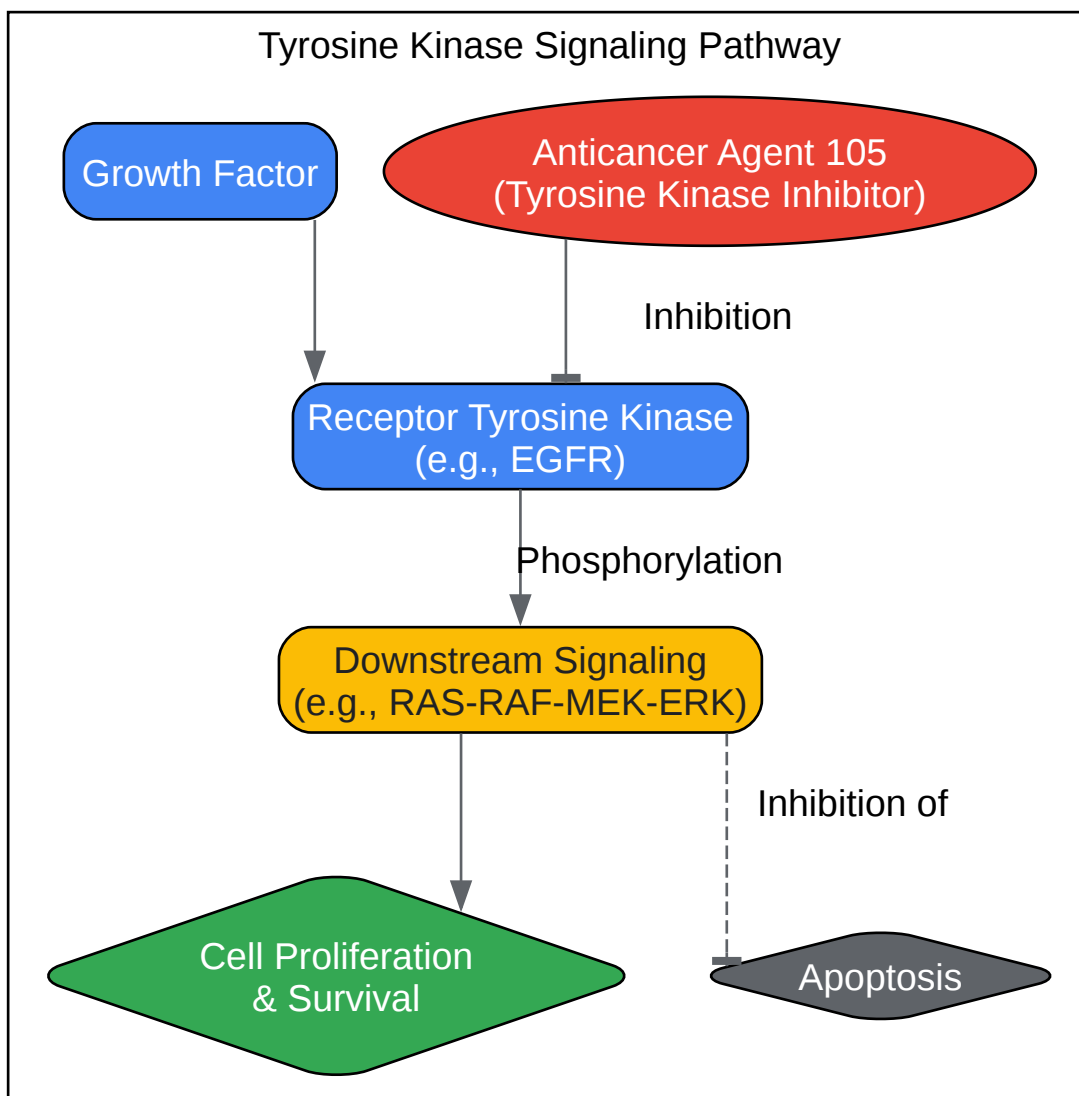 Tyrosine Kinase Signaling Pathway
Growth Factor
Anticancer Agent 105
(Tyrosine Kinase Inhibitor)
Inhibition
Receptor Tyrosine Kinase
(e.g., EGFR)
Phosphorylation
Downstream Signaling
(e.g., RAS-RAF-MEK-ERK)
Inhibition of
Cell Proliferation
& Survival
Apoptosis